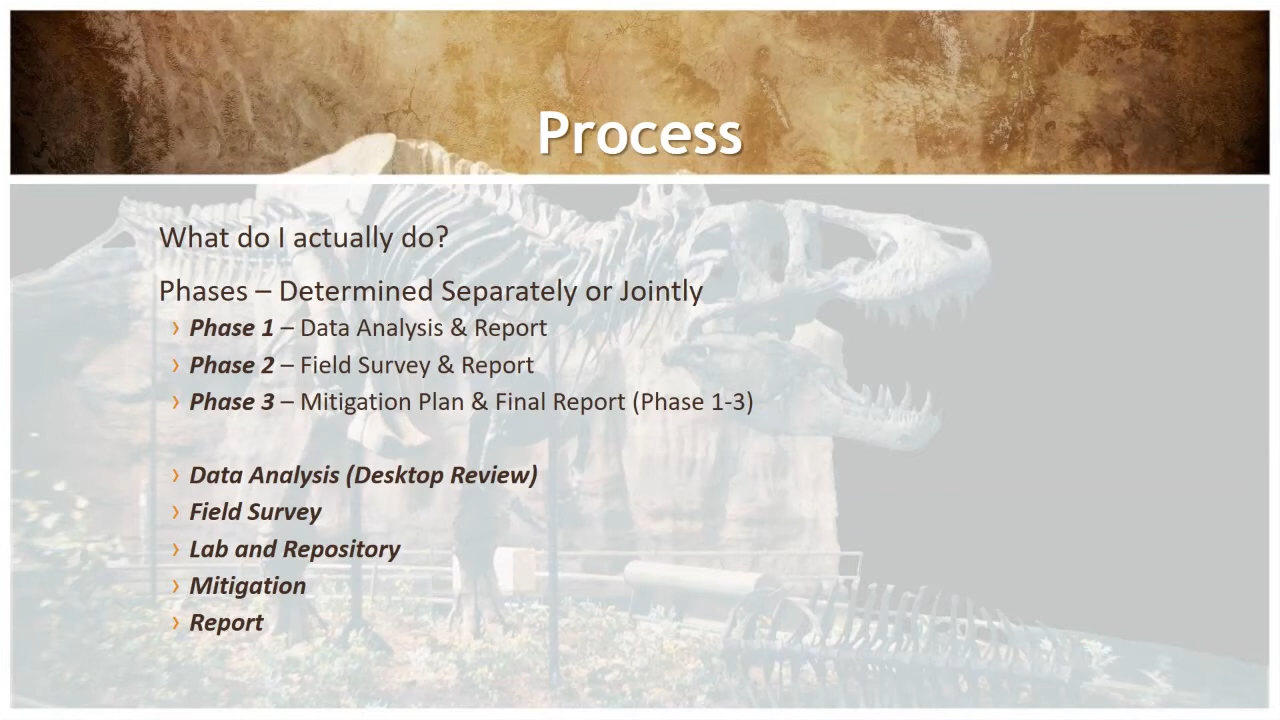 Process
What do I actually do?
Phases – Determined Separately or Jointly
› Phase 1 – Data Analysis & Report
› Phase 2 – Field Survey & Report
› Phase 3 – Mitigation Plan & Final Report (Phase 1-3)
› Data Analysis (Desktop Review)
› Field Survey
› Lab and Repository
› Mitigation
› Report